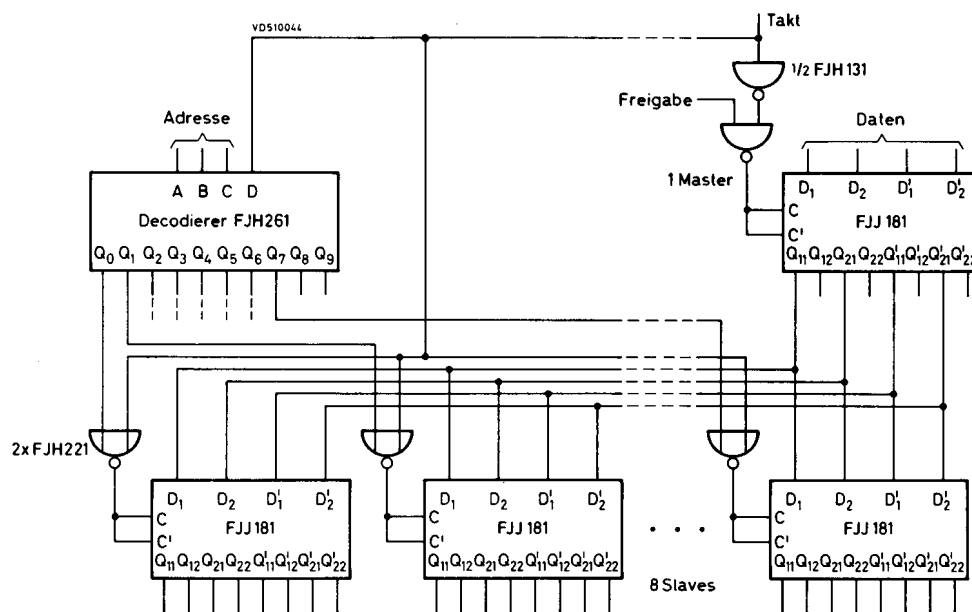 VD510044
Takt
1/2 FJH 131
Freigabe
Adresse
Daten
1 Master
A B C D
Decodierer FJH261
Q0 Q1 Q2 Q3 Q4 Q5 Q6 Q7 Q8 Q9
D1 D2 D'1 D'2
C
FJJ 181
C'
Q11 Q12 Q21 Q22 Q'11 Q'12 Q'21 Q'22
2x FJH221
D1 D2 D'1 D'2
C
FJJ 181
C'
Q11 Q12 Q21 Q22 Q'11 Q'12 Q'21 Q'22
D1 D2 D'1 D'2
C
FJJ 181
C'
Q11 Q12 Q21 Q22 Q'11 Q'12 Q'21 Q'22
. . .
8 Slaves
D1 D2 D'1 D'2
C
FJJ 181
C'
Q11 Q12 Q21 Q22 Q'11 Q'12 Q'21 Q'22